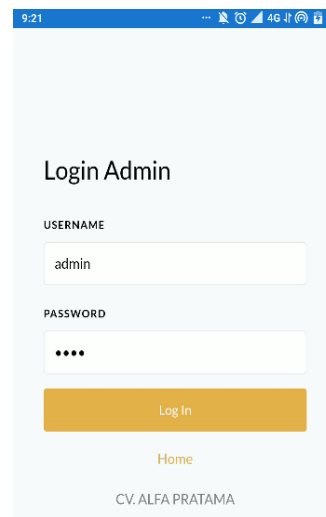 9:21
... 4G
Login Admin
USERNAME
admin
PASSWORD
••••
Log In
Home
CV. ALFA PRATAMA